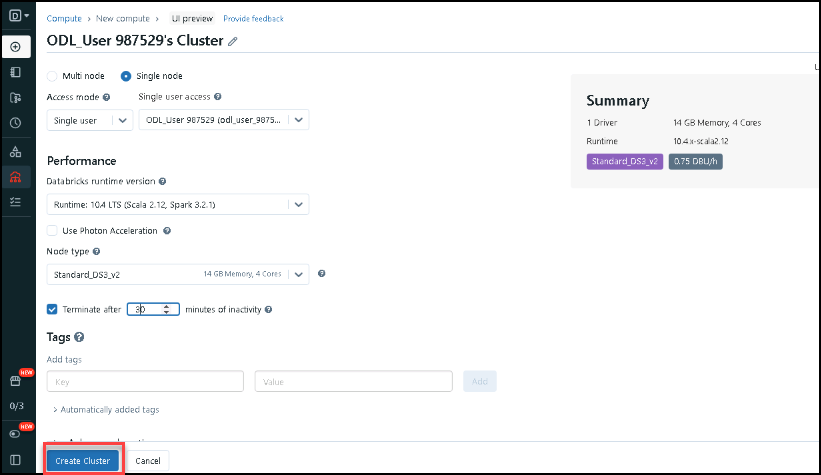 D
Compute > New compute > UI preview Provide feedback
ODL_User 987529's Cluster
Multi node Single node
Access mode Single user access
Single user ODL_User 987529 (odl_user_9875...
Performance
Databricks runtime version
Runtime: 10.4 LTS (Scala 2.12, Spark 3.2.1)
Use Photon Acceleration
Node type
Standard_DS3_v2 14 GB Memory, 4 Cores
Terminate after 30 minutes of inactivity
Tags
Add tags
Key Value Add
> Automatically added tags
Create Cluster Cancel
Summary
1 Driver 14 GB Memory, 4 Cores
Runtime 10.4.x-scala2.12
Standard_DS3_v2 0.75 DBU/h
NEW
0/3
NEW